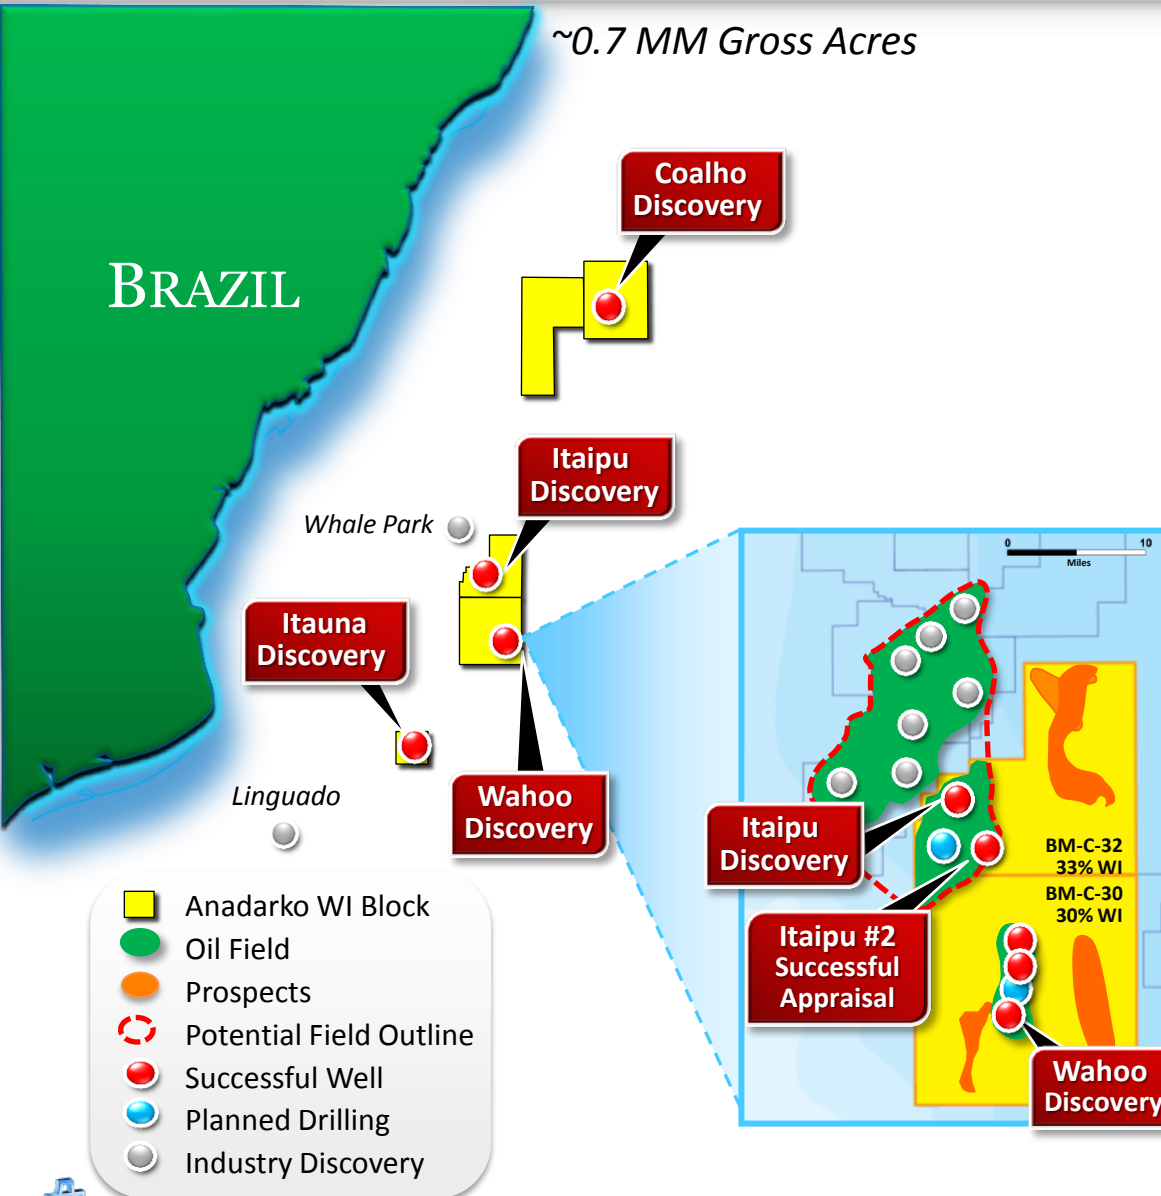 ~0.7 MM Gross Acres
Coalho
Discovery
BRAZIL
Itaipu
Discovery
Whale Park
0 10
Miles
Itauna
Discovery
Linguado
Wahoo
Discovery
Itaipu
Discovery
BM-C-32
33% WI
BM-C-30
30% WI
Itaipu #2
Successful
Appraisal
Wahoo
Discovery
Anadarko WI Block
Oil Field
Prospects
Potential Field Outline
Successful Well
Planned Drilling
Industry Discovery